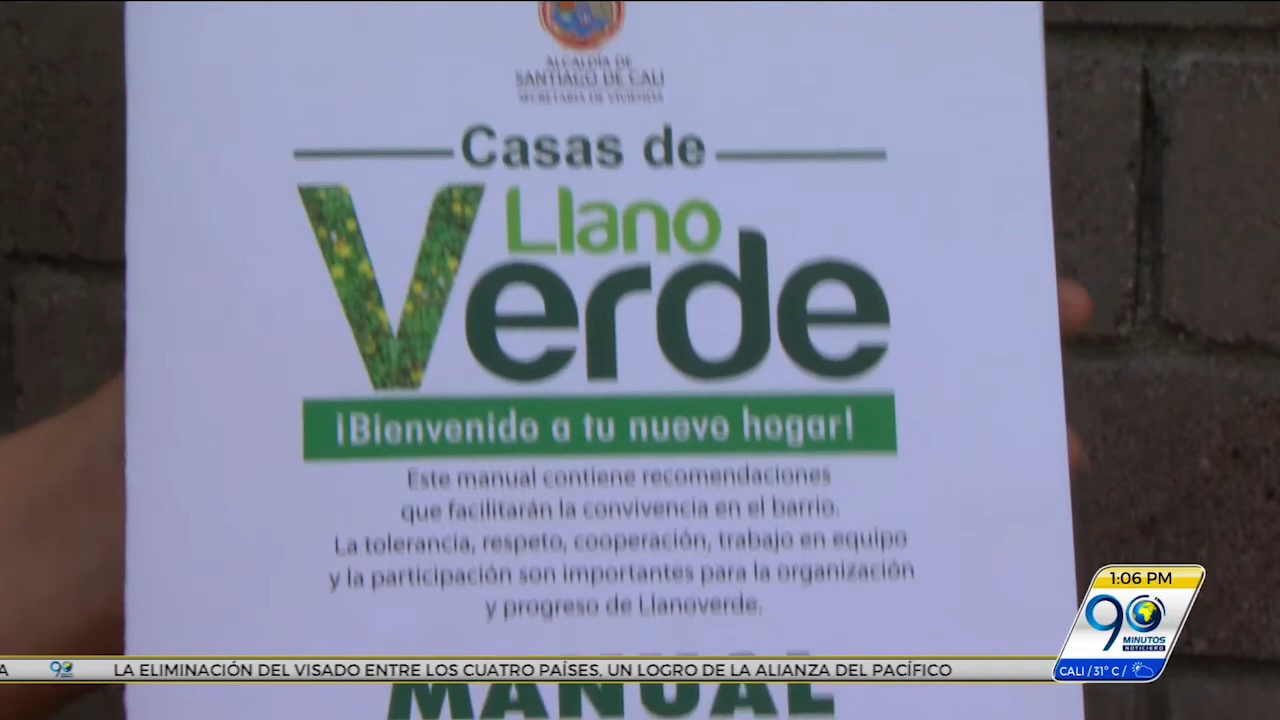 ALCALDÍA DE
SANTIAGO DE CALI
SECRETARÍA DE VIVIENDA
Casas de
Llano
Verde
¡Bienvenido a tu nuevo hogar!
Este manual contiene recomendaciones
que facilitarán la convivencia en el barrio.
La tolerancia, respeto, cooperación, trabajo en equipo
y la participación son importantes para la organización
y progreso de Llanoverde.
MANUAL
1:06 PM
90
MINUTOS
NOTICIERO
CALI / 31° C /
A 90 LA ELIMINACIÓN DEL VISADO ENTRE LOS CUATRO PAÍSES, UN LOGRO DE LA ALIANZA DEL PACÍFICO